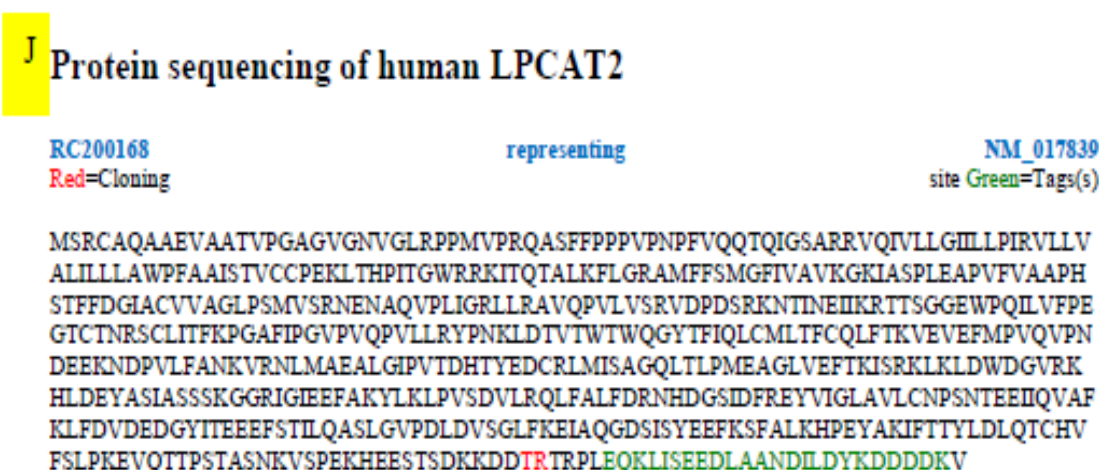 J
Protein sequencing of human LPCAT2
RC200168 representing NM_017839
Red=Cloning site Green=Tags(s)
MSRCAQAAEVAATVPGAGVGNVGLRPPMVPRQASFFPPPVPNPFVQQTQIGSARRVQIVLLGIILLPIRVLLV
ALILLLAWPFAAISTVCCPEKLTHPITGWRRKITQTALKFLGRAMFFSMGFIVAVKGKIASPLEAPVFVAAPH
STFFDGIACVVAGLPSMVSRNENAQVPLIGRLLRAVQPVLVSRVDPDSRKNTINEIIKRTTSGGEWPQILVFPE
GTCTNRSCLITFKPGAFIPGVPVQPVLLRYPNKLDTVTWTWQGYTFIQLCMLTFCQLFTKVEVEFMPVQVPN
DEEKNDPVLFANKVRNLMAEALGIPVTDHTYEDCRLMISAGQLTLPMEAGLVEFTKISRKLKLDWDGVRK
HLDEYASIASSSKGGRIGIEEFAKYLKLPVSDVLRQLFALFDRNHDGSIDFREYVIGLAVLCNPSNTEEIIQVAF
KLFDVDEDGYITEEEFSTILQASLGVPDLDVSGLFKEIAQGDSISYEEFKSFALKHPEYAKIFTTYLDLQTCHV
FSLPKEVQTTPSTASNKVSPEKHEESTSDKKDDTRTRPLEQKLISEEDLAANDILDYKDDDDKV